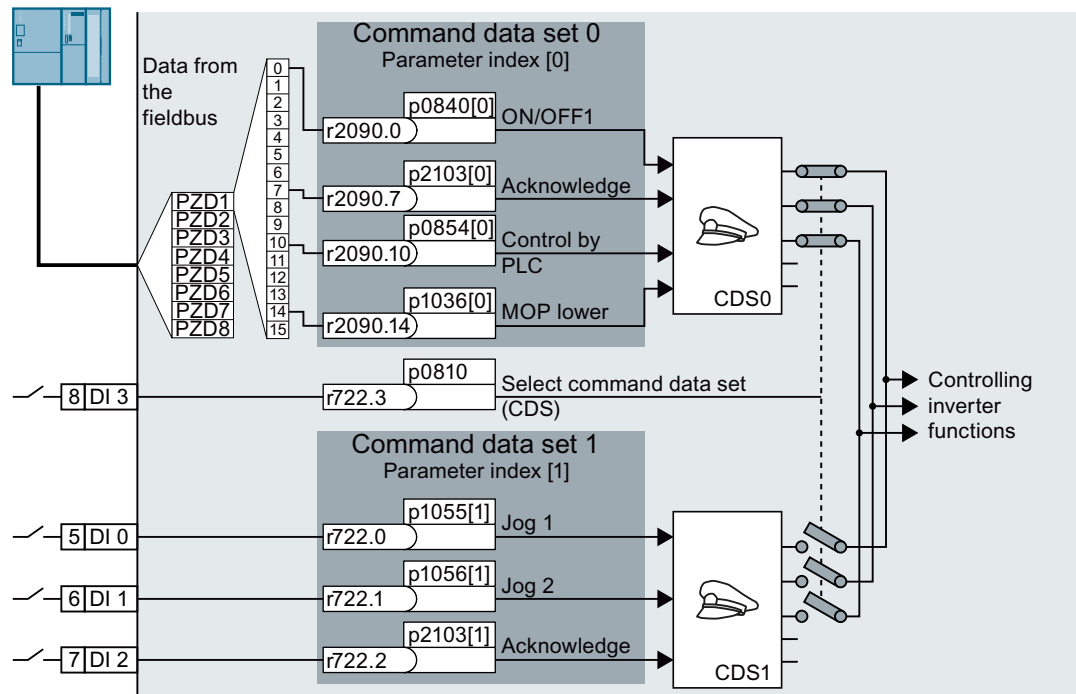 Command data set 0
Parameter index [0]
Data from
the
fieldbus
0
1
2
3
4
5
6
7
8
9
10
11
12
13
14
15
PZD1
PZD2
PZD3
PZD4
PZD5
PZD6
PZD7
PZD8
p0840[0]
r2090.0
ON/OFF1
p2103[0]
r2090.7
Acknowledge
p0854[0]
r2090.10
Control by
PLC
p1036[0]
r2090.14
MOP lower
CDS0
8 DI 3
p0810
r722.3
Select command data set
(CDS)
Controlling
inverter
functions
Command data set 1
Parameter index [1]
5 DI 0
p1055[1]
r722.0
Jog 1
6 DI 1
p1056[1]
r722.1
Jog 2
7 DI 2
p2103[1]
r722.2
Acknowledge
CDS1